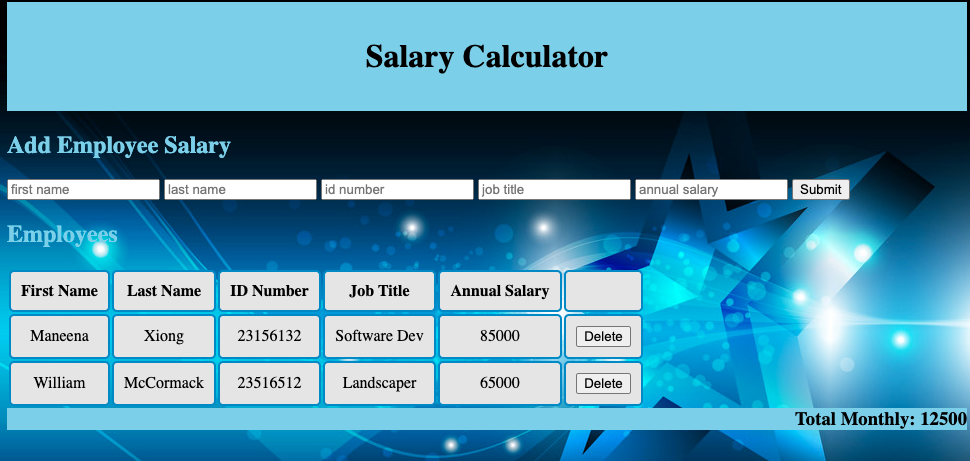 Salary Calculator
Add Employee Salary
first name last name id number job title annual salary Submit
Employees
First Name Last Name ID Number Job Title Annual Salary
Maneena Xiong 23156132 Software Dev 85000 Delete
William McCormack 23516512 Landscaper 65000 Delete
Total Monthly: 12500